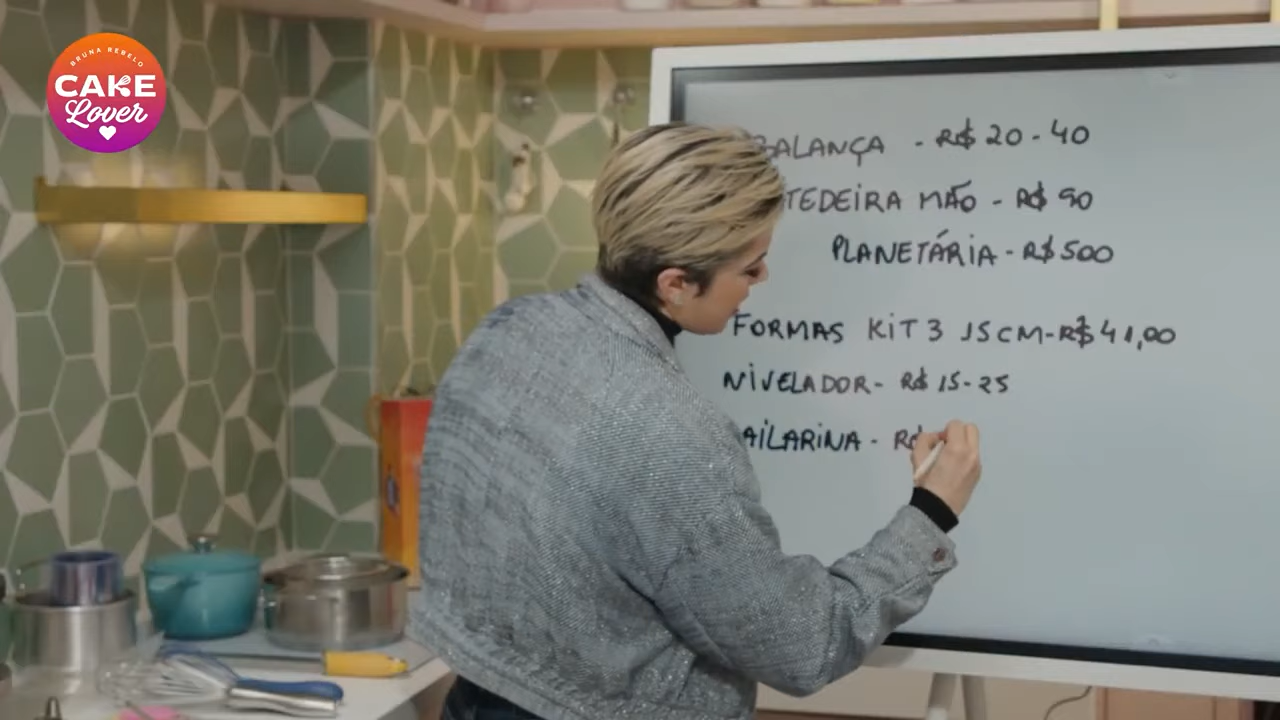 BRUNA REBELO
CAKE
Lover
BALANÇA - R$ 20 - 40
TEDEIRA MÃO - R$ 90
PLANETÁRIA - R$ 500
FORMAS KIT 3 15CM - R$ 41,00
NIVELADOR - R$ 15 - 25
AILARINA - R$